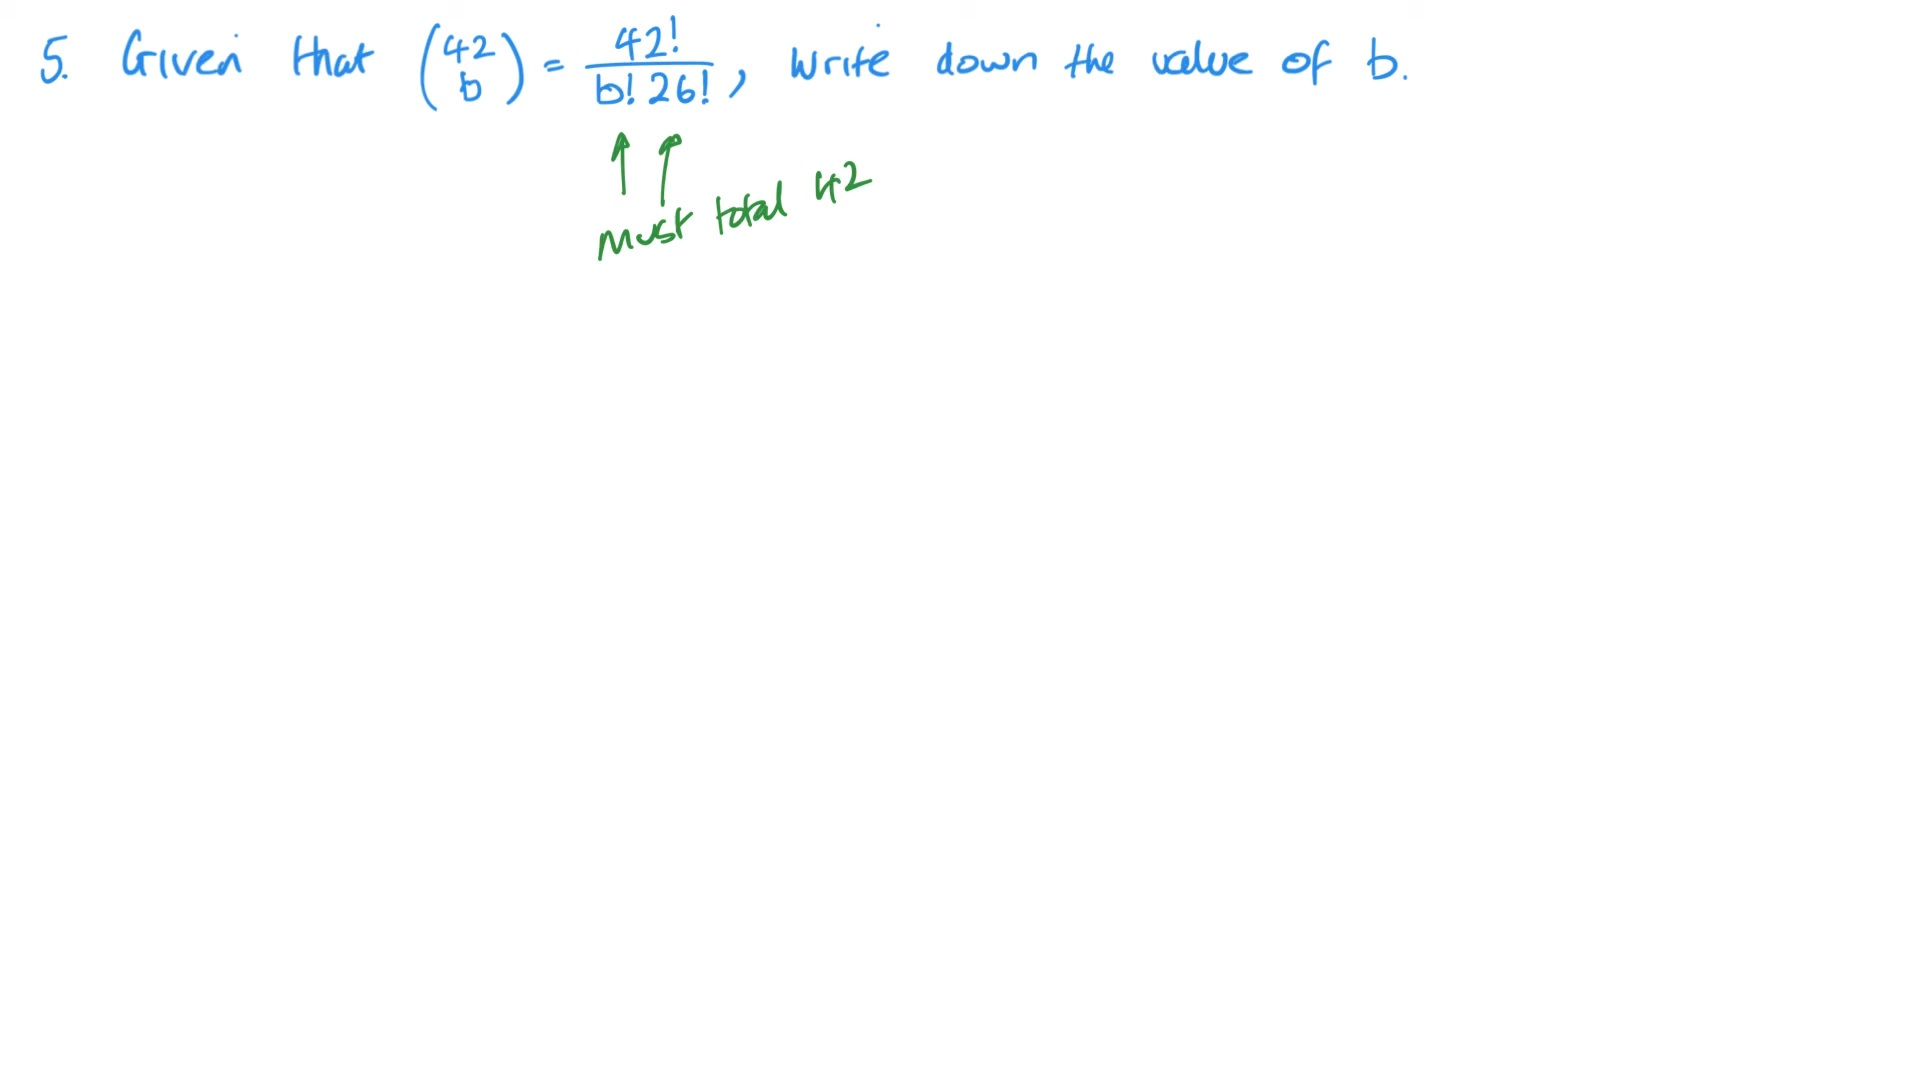 5. Given that (42 b) = 42! / b! 26!, write down the value of b.
must total 42